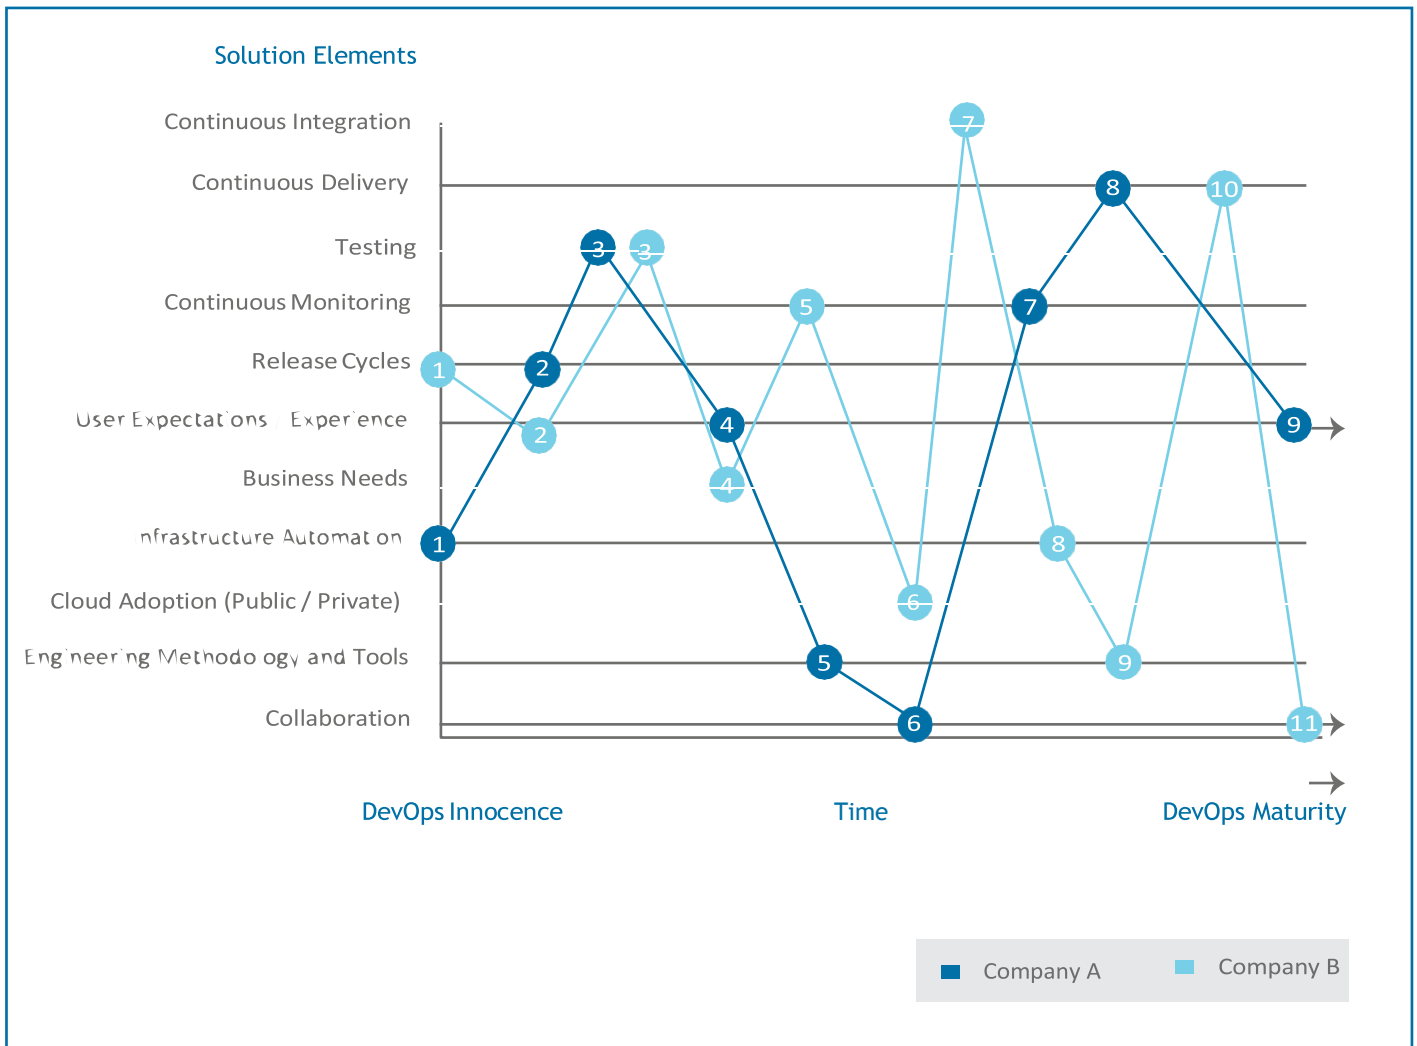 Solution Elements
Continuous Integration
7
Continuous Delivery
8
10
Testing
3
3
Continuous Monitoring
5
7
Release Cycles
1
2
User Expectations / Experience
2
4
9
Business Needs
4
Infrastructure Automation
1
8
Cloud Adoption (Public / Private)
6
Engineering Methodology and Tools
5
9
Collaboration
6
11
DevOps Innocence
Time
DevOps Maturity
Company A
Company B